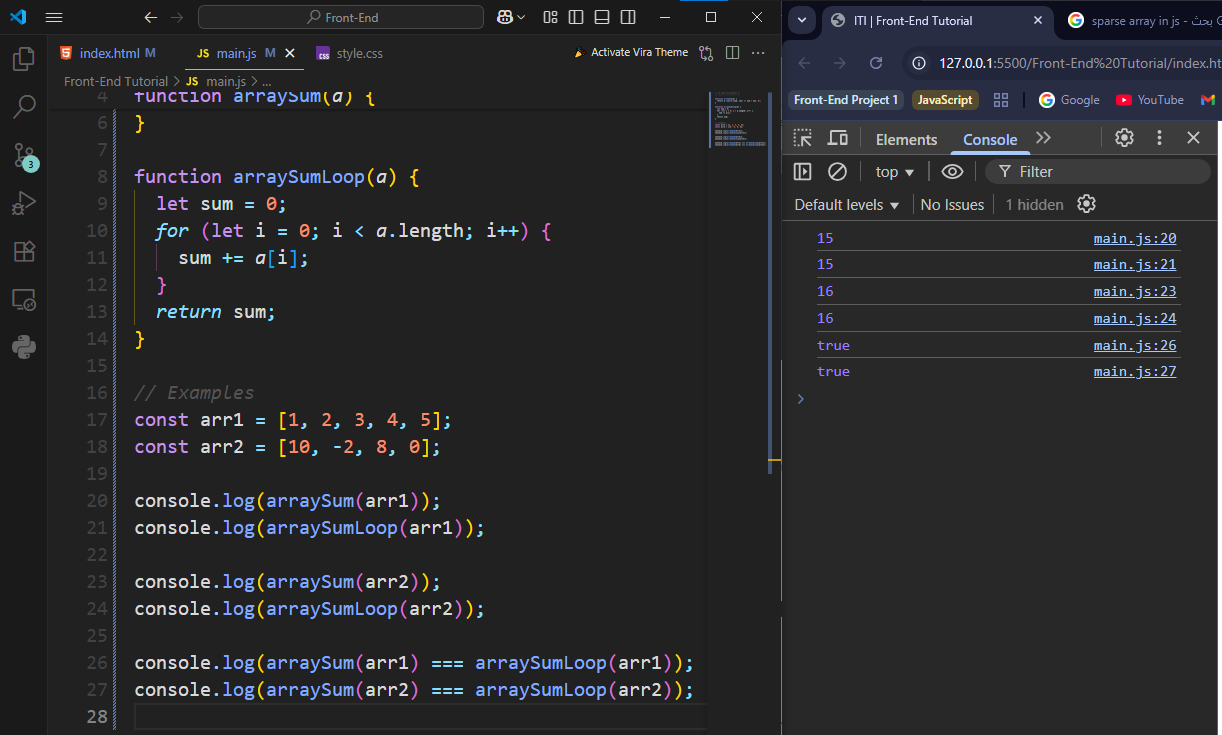 Front-End
index.html M
JS main.js M
style.css
Activate Vira Theme
Front-End Tutorial > JS main.js > ...
4 function arraySum(a) {
6 }
7
8 function arraySumLoop(a) {
9 let sum = 0;
10 for (let i = 0; i < a.length; i++) {
11 sum += a[i];
12 }
13 return sum;
14 }
15
16 // Examples
17 const arr1 = [1, 2, 3, 4, 5];
18 const arr2 = [10, -2, 8, 0];
19
20 console.log(arraySum(arr1));
21 console.log(arraySumLoop(arr1));
22
23 console.log(arraySum(arr2));
24 console.log(arraySumLoop(arr2));
25
26 console.log(arraySum(arr1) === arraySumLoop(arr1));
27 console.log(arraySum(arr2) === arraySumLoop(arr2));
28
3
ITI | Front-End Tutorial
sparse array in js - بحث G
127.0.0.1:5500/Front-End%20Tutorial/index.ht
Front-End Project 1 JavaScript Google YouTube
Elements Console
top Filter
Default levels No Issues 1 hidden
15 main.js:20
15 main.js:21
16 main.js:23
16 main.js:24
true main.js:26
true main.js:27